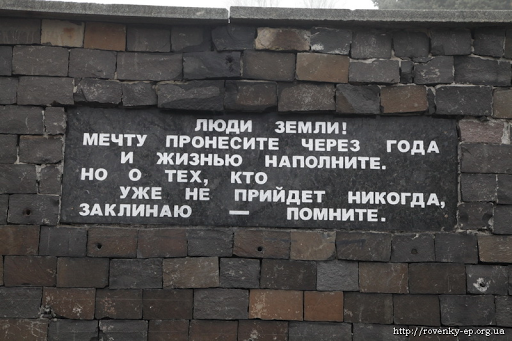 ЛЮДИ ЗЕМЛИ!
МЕЧТУ ПРОНЕСИТЕ ЧЕРЕЗ ГОДА
И ЖИЗНЬЮ НАПОЛНИТЕ.
НО О ТЕХ, КТО
УЖЕ НЕ ПРИЙДЕТ НИКОГДА,
ЗАКЛИНАЮ — ПОМНИТЕ.
http://rovenky-ep.org.ua